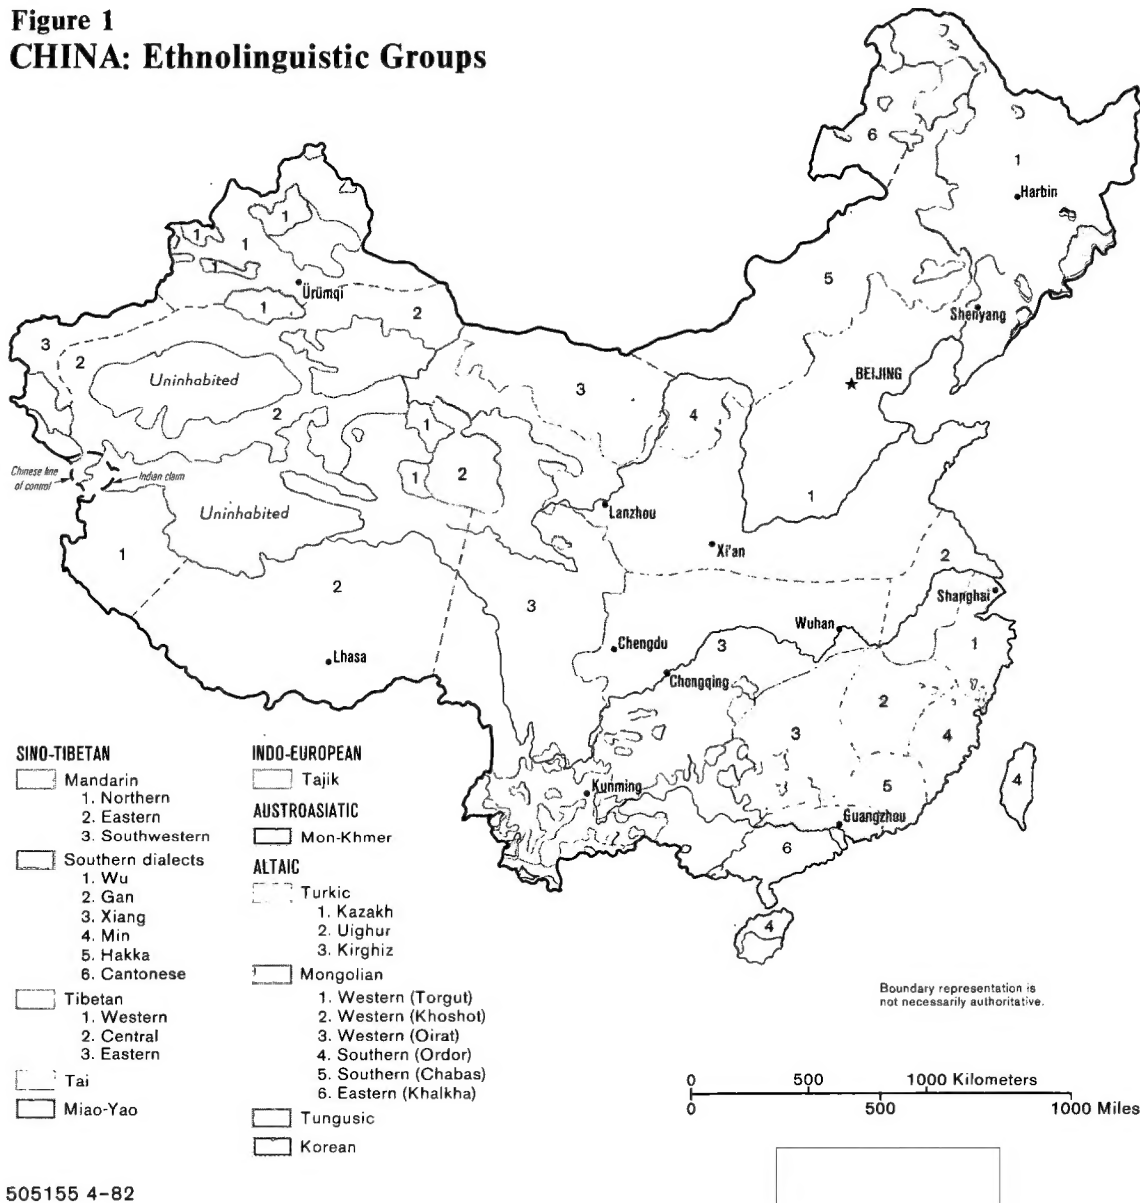 Figure 1
CHINA: Ethnolinguistic Groups
6
1
Harbin
1
1
1
1
5
Ürümqi
1
2
Shenyang
3
2
Uninhabited
3
BEIJING
2
1
4
Chinese line
of control
Indian claim
1
2
1
Uninhabited
Lanzhou
1
2
Xi'an
2
3
Shanghai
Wuhan
Chengdu
3
1
Lhasa
Chongqing
2
3
4
4
Kunming
5
Guangzhou
6
4
SINO-TIBETAN
Mandarin
1. Northern
2. Eastern
3. Southwestern
Southern dialects
1. Wu
2. Gan
3. Xiang
4. Min
5. Hakka
6. Cantonese
Tibetan
1. Western
2. Central
3. Eastern
Tai
Miao-Yao
INDO-EUROPEAN
Tajik
AUSTROASIATIC
Mon-Khmer
ALTAIC
Turkic
1. Kazakh
2. Uighur
3. Kirghiz
Mongolian
1. Western (Torgut)
2. Western (Khoshot)
3. Western (Oirat)
4. Southern (Ordor)
5. Southern (Chabas)
6. Eastern (Khalkha)
Tungusic
Korean
Boundary representation is
not necessarily authoritative.
0 500 1000 Kilometers
0 500 1000 Miles
505155 4-82